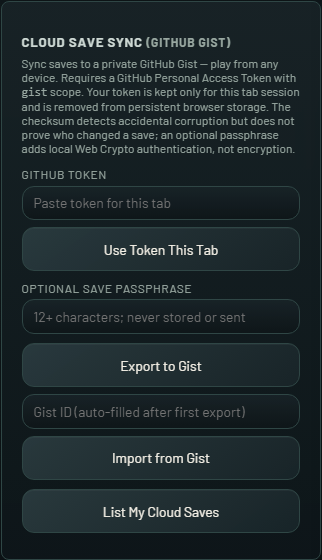 CLOUD SAVE SYNC (GITHUB GIST)
Sync saves to a private GitHub Gist — play from any
device. Requires a GitHub Personal Access Token with
gist scope. Your token is kept only for this tab session
and is removed from persistent browser storage. The
checksum detects accidental corruption but does not
prove who changed a save; an optional passphrase
adds local Web Crypto authentication, not encryption.
GITHUB TOKEN
Paste token for this tab
Use Token This Tab
OPTIONAL SAVE PASSPHRASE
12+ characters; never stored or sent
Export to Gist
Gist ID (auto-filled after first export)
Import from Gist
List My Cloud Saves